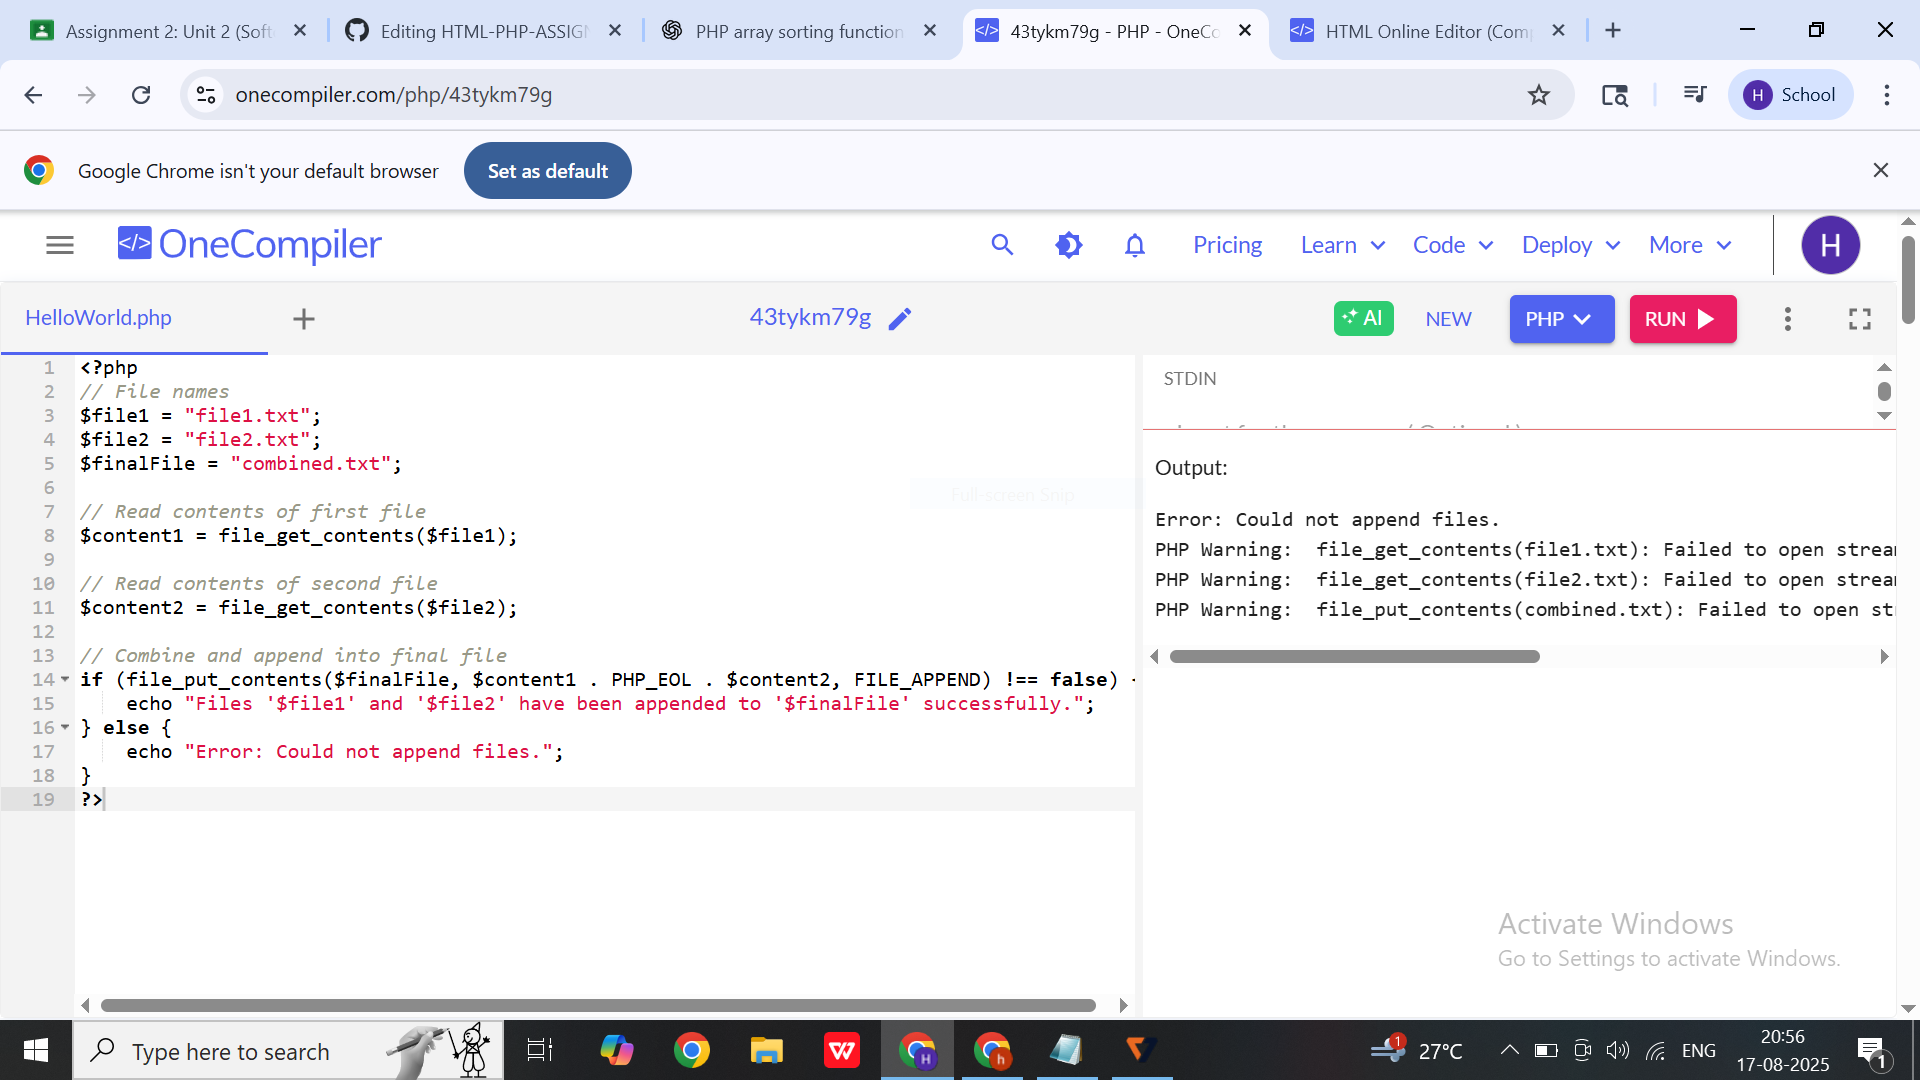 Assignment 2: Unit 2 (Soft
Editing HTML-PHP-ASSIGN
PHP array sorting function
43tykm79g - PHP - OneCo
HTML Online Editor (Comp
onecompiler.com/php/43tykm79g
H School
Google Chrome isn't your default browser
Set as default
</> OneCompiler
Pricing
Learn
Code
Deploy
More
H
HelloWorld.php
43tykm79g
AI
NEW
PHP
RUN
1 <?php
2 // File names
3 $file1 = "file1.txt";
4 $file2 = "file2.txt";
5 $finalFile = "combined.txt";
6
7 // Read contents of first file
8 $content1 = file_get_contents($file1);
9
10 // Read contents of second file
11 $content2 = file_get_contents($file2);
12
13 // Combine and append into final file
14 if (file_put_contents($finalFile, $content1 . PHP_EOL . $content2, FILE_APPEND) !== false)
15 echo "Files '$file1' and '$file2' have been appended to '$finalFile' successfully.";
16 } else {
17 echo "Error: Could not append files.";
18 }
19 ?>
Full-screen Snip
STDIN
Output:
Error: Could not append files.
PHP Warning:  file_get_contents(file1.txt): Failed to open strea
PHP Warning:  file_get_contents(file2.txt): Failed to open strea
PHP Warning:  file_put_contents(combined.txt): Failed to open st
Activate Windows
Go to Settings to activate Windows.
Type here to search
1
27°C
ENG
20:56
17-08-2025
1